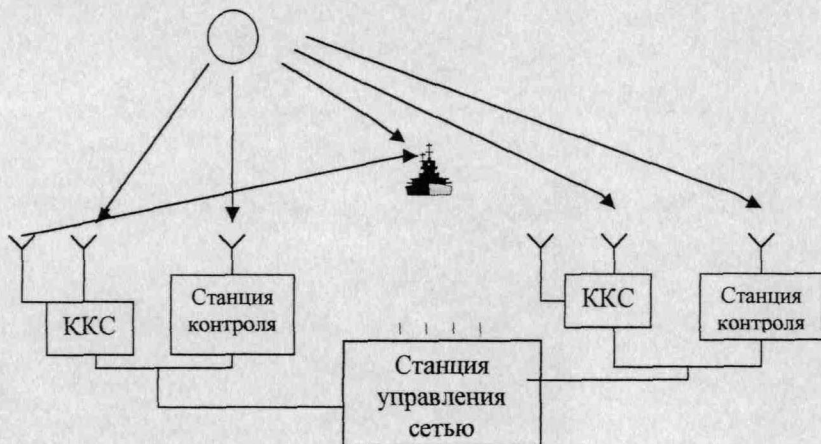 ККС
Станция
контроля
ККС
Станция
контроля
Станция
управления
сетью